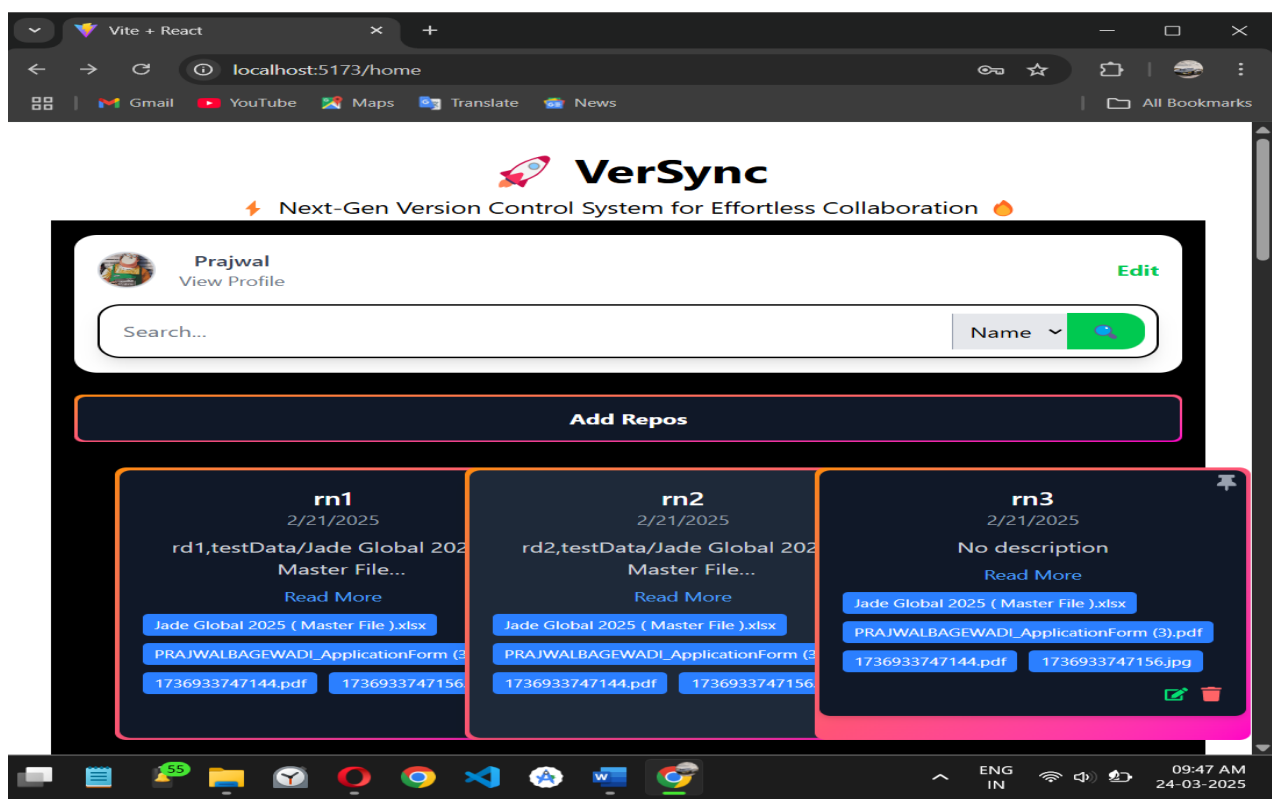 Vite + React
localhost:5173/home
Gmail YouTube Maps Translate News All Bookmarks
VerSync
Next-Gen Version Control System for Effortless Collaboration
Prajwal
View Profile
Edit
Search...
Name
Add Repos
rn1
2/21/2025
rd1,testData/Jade Global 202
Master File...
Read More
Jade Global 2025 ( Master File ).xlsx
PRAJWALBAGEWADI_ApplicationForm (3
1736933747144.pdf 1736933747156.
rn2
2/21/2025
rd2,testData/Jade Global 202
Master File...
Read More
Jade Global 2025 ( Master File ).xlsx
PRAJWALBAGEWADI_ApplicationForm (3
1736933747144.pdf 1736933747156.
rn3
2/21/2025
No description
Read More
Jade Global 2025 ( Master File ).xlsx
PRAJWALBAGEWADI_ApplicationForm (3).pdf
1736933747144.pdf 1736933747156.jpg
55
ENG
IN
09:47 AM
24-03-2025